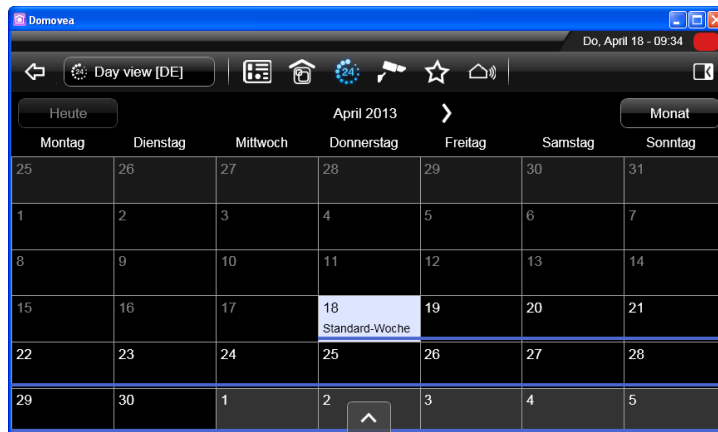 Domovea
Do, April 18 - 09:34
24 Day view [DE] 24
Heute April 2013 Monat
Montag Dienstag Mittwoch Donnerstag Freitag Samstag Sonntag
25 26 27 28 29 30 31
1 2 3 4 5 6 7
8 9 10 11 12 13 14
15 16 17 18 19 20 21
Standard-Woche
22 23 24 25 26 27 28
29 30 1 2 3 4 5